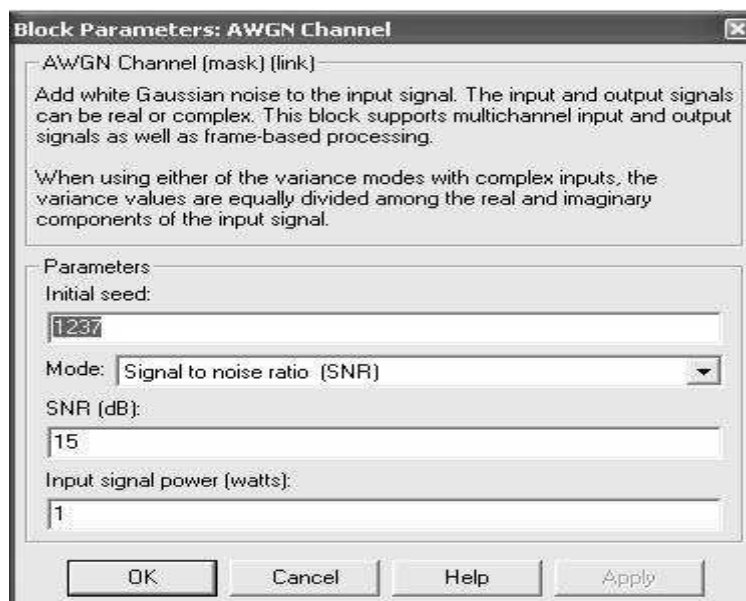 Block Parameters: AWGN Channel
AWGN Channel (mask) (link)
Add white Gaussian noise to the input signal. The input and output signals
can be real or complex. This block supports multichannel input and output
signals as well as frame-based processing.
When using either of the variance modes with complex inputs, the
variance values are equally divided among the real and imaginary
components of the input signal.
Parameters
Initial seed:
1237
Mode: Signal to noise ratio (SNR)
SNR (dB):
15
Input signal power (watts):
1
OK Cancel Help Apply